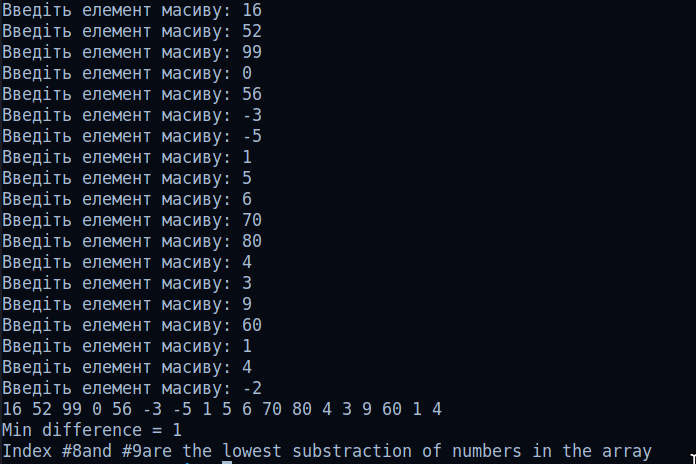 Введіть елемент масиву: 16
Введіть елемент масиву: 52
Введіть елемент масиву: 99
Введіть елемент масиву: 0
Введіть елемент масиву: 56
Введіть елемент масиву: -3
Введіть елемент масиву: -5
Введіть елемент масиву: 1
Введіть елемент масиву: 5
Введіть елемент масиву: 6
Введіть елемент масиву: 70
Введіть елемент масиву: 80
Введіть елемент масиву: 4
Введіть елемент масиву: 3
Введіть елемент масиву: 9
Введіть елемент масиву: 60
Введіть елемент масиву: 1
Введіть елемент масиву: 4
Введіть елемент масиву: -2
16 52 99 0 56 -3 -5 1 5 6 70 80 4 3 9 60 1 4
Min difference = 1
Index #8and #9are the lowest substraction of numbers in the array